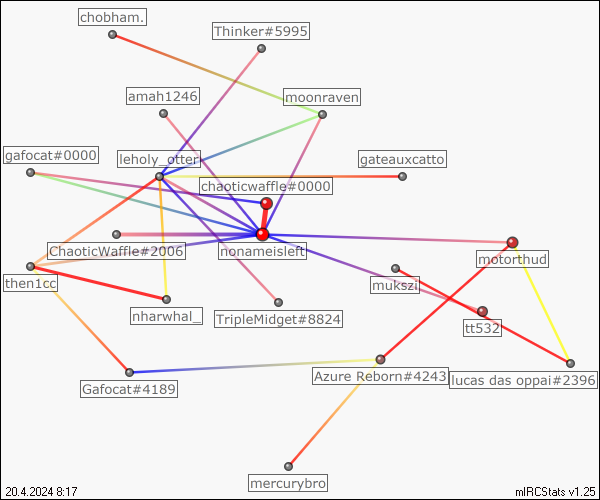 chobham.
Thinker#5995
amah1246
moonraven
gafocat#0000
leholy_otter
gateauxcatto
chaoticwaffle#0000
ChaoticWaffle#2006
nonameisleft
motorthud
then1cc
mukszi
nharwhal_
TripleMidget#8824
tt532
Gafocat#4189
Azure Reborn#4243
lucas das oppai#2396
mercurybro
20.4.2024 8:17
mIRCStats v1.25